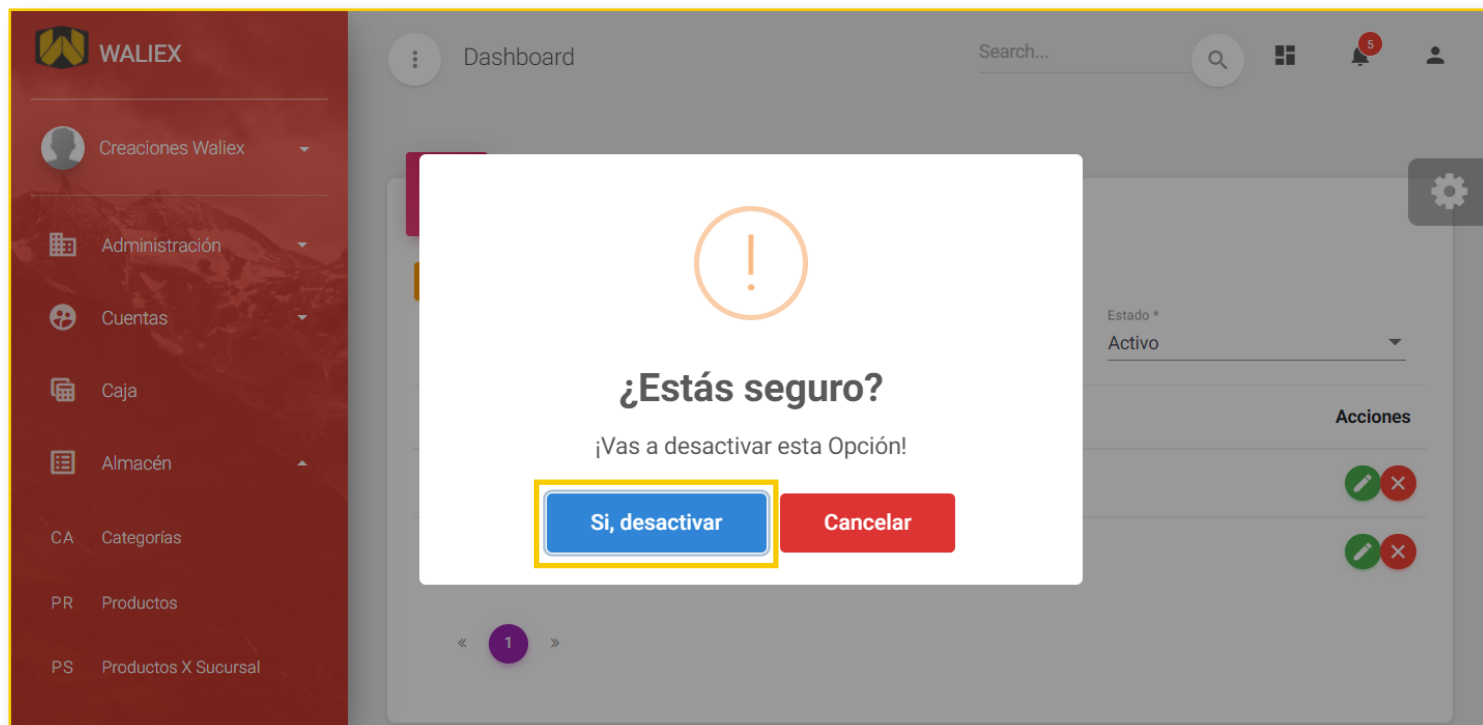 WALIEX
Dashboard
Search...
5
Creaciones Waliex
Administración
Cuentas
Caja
Almacén
CA Categorías
PR Productos
PS Productos X Sucursal
Estado *
Activo
Acciones
¿Estás seguro?
¡Vas a desactivar esta Opción!
Si, desactivar Cancelar
« 1 »